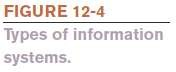 FIGURE 12-4
Types of information
systems.